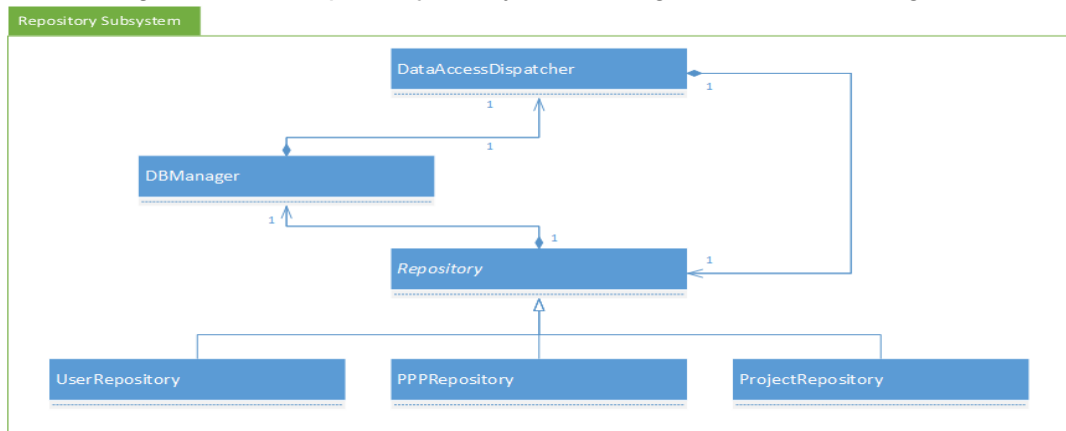 Repository Subsystem
DataAccessDispatcher
1
1
1
DBManager
1
1
Repository
1
UserRepository
PPPRepository
ProjectRepository